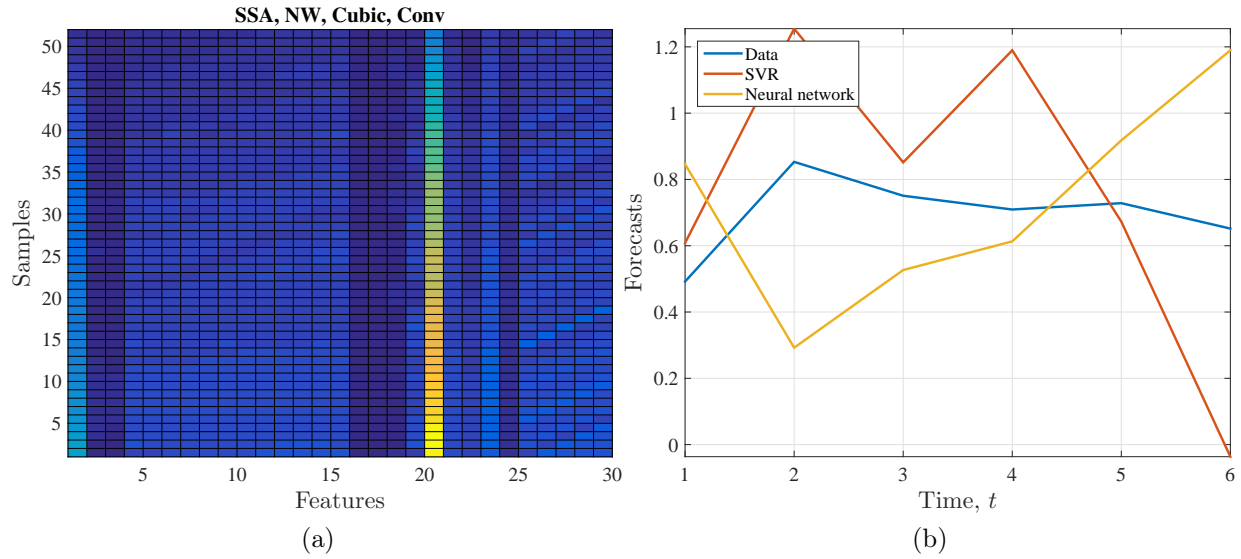 SSA, NW, Cubic, Conv
50
45
40
35
30
25
20
15
10
5
Samples
5 10 15 20 25 30
Features
(a)
Data
SVR
Neural network
1.2
1
0.8
0.6
0.4
0.2
0
Forecasts
1 2 3 4 5 6
Time, t
(b)